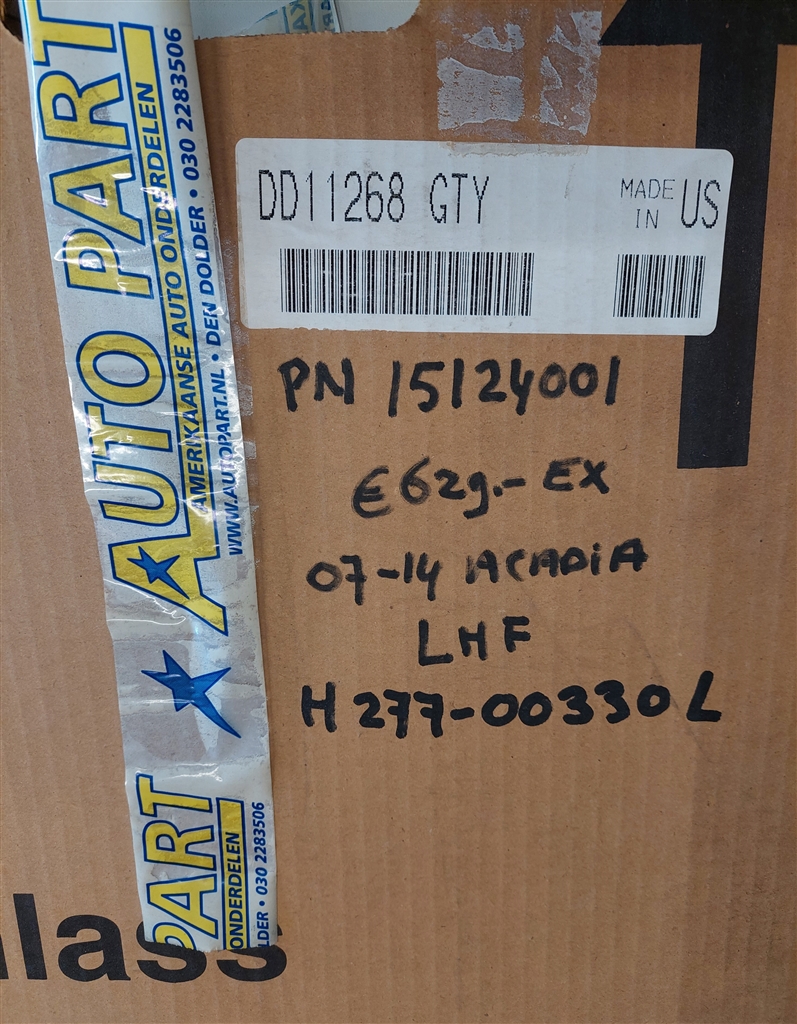 AUTO PART
AMERIKAANSE AUTO ONDERDELEN
WWW.AUTOPART.NL • DEN DOLDER • 030 2283506
PART
ONDERDELEN
LDER • 030 2283506
DD11268 GTY
MADE IN US
PN 15124001
€629.- EX
07-14 ACADiA
LHF
H277-00330L
lass